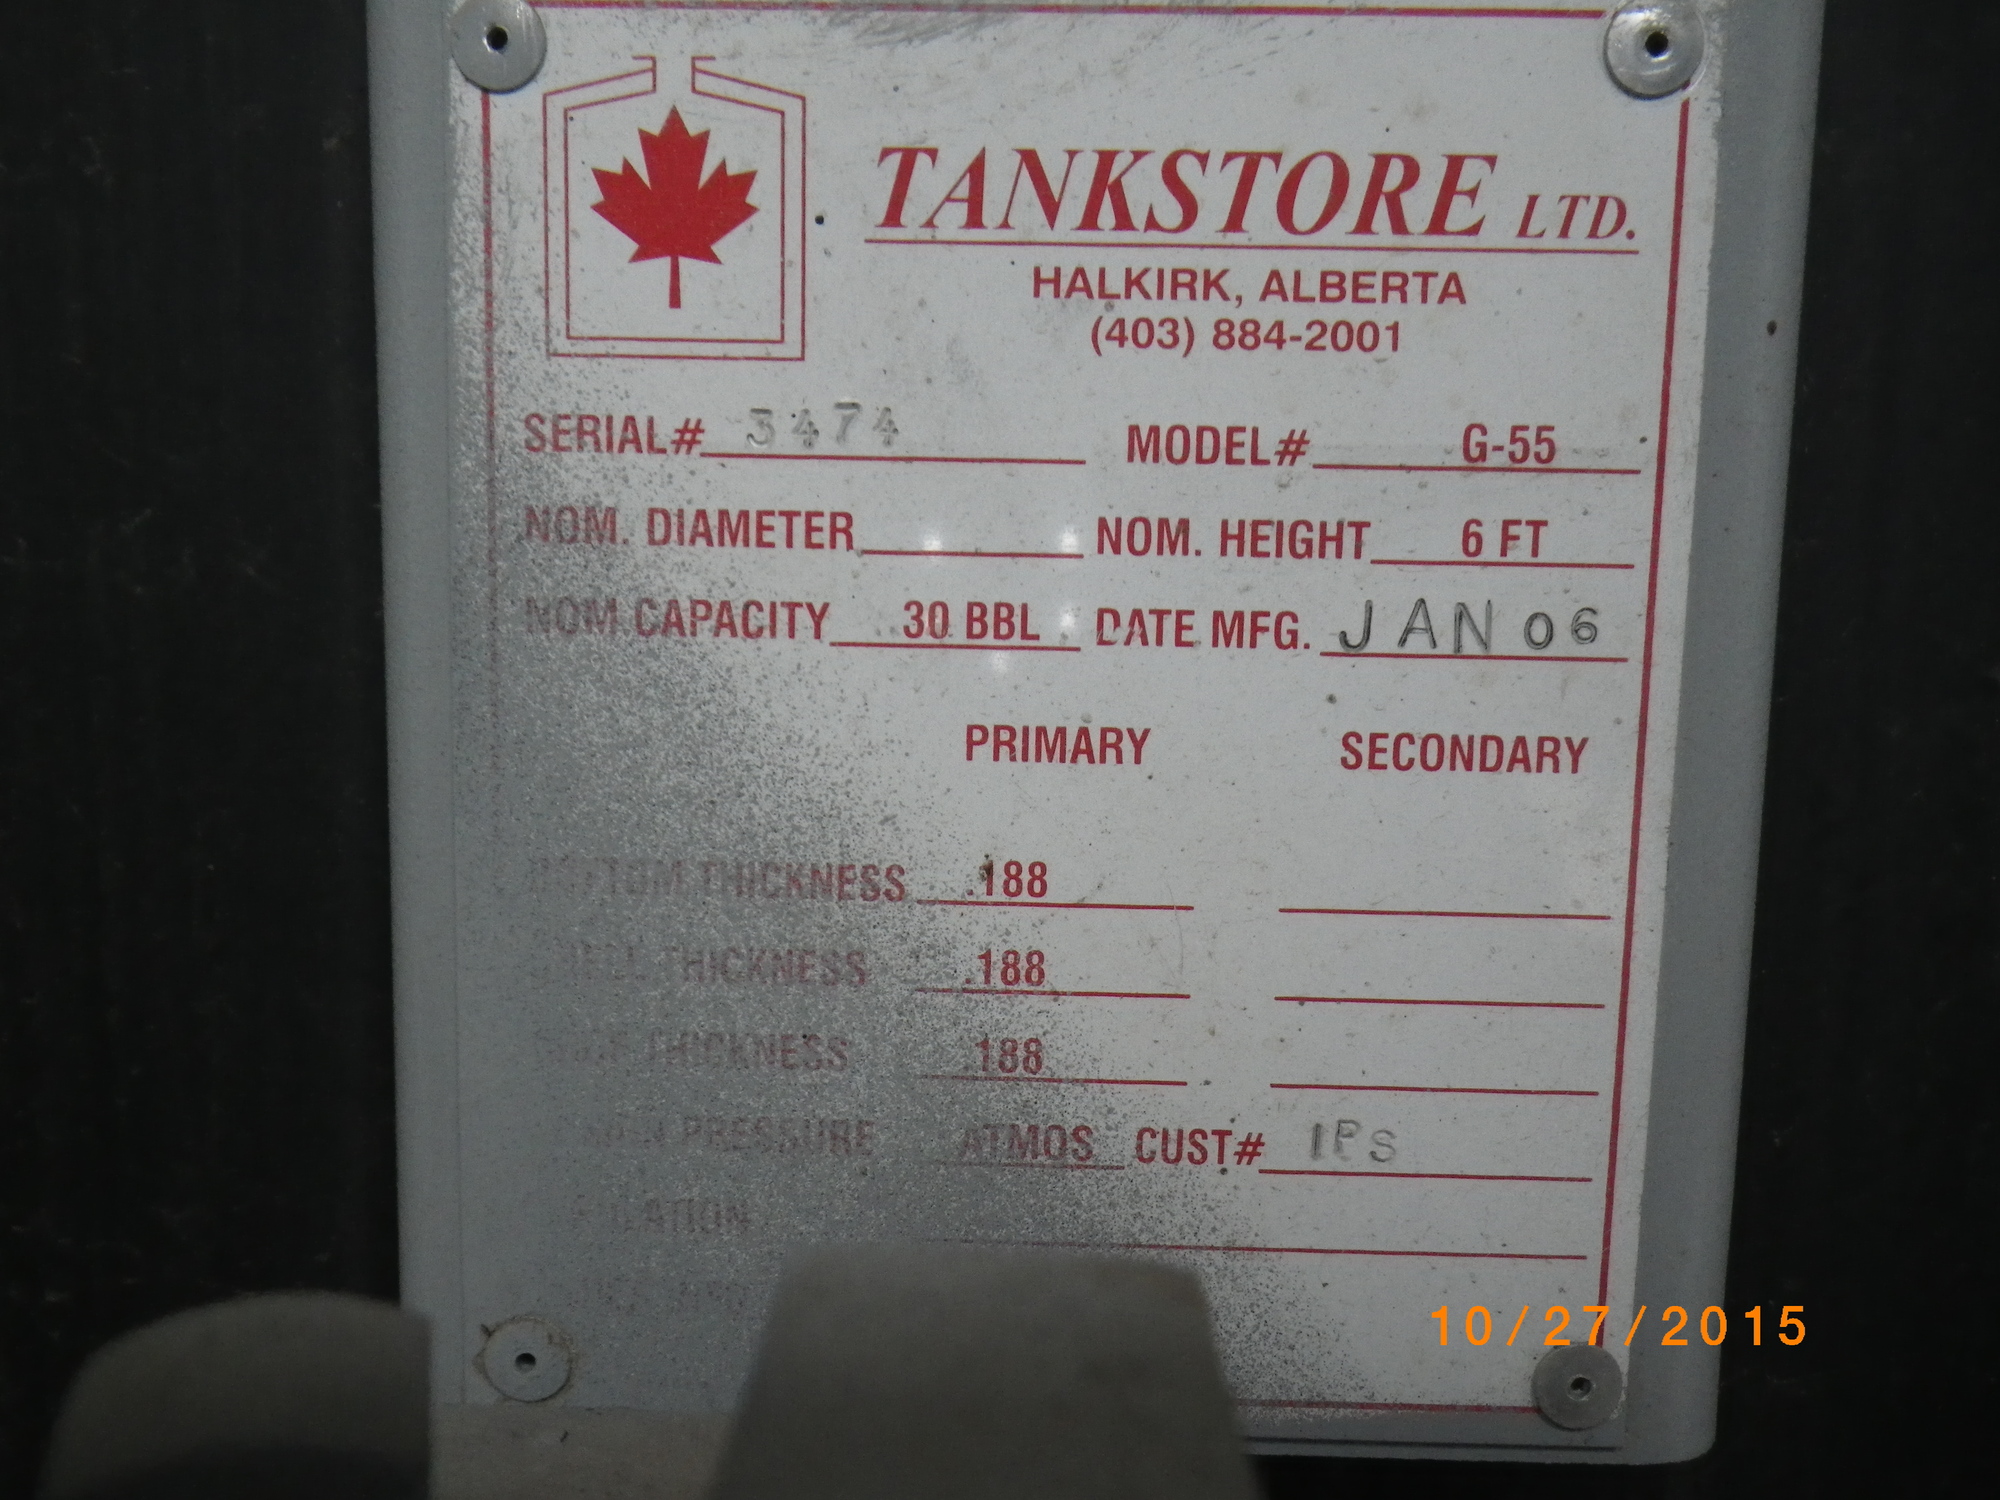 TANKSTORE LTD.
HALKIRK, ALBERTA
(403) 884-2001
SERIAL# 3474 MODEL# G-55
NOM. DIAMETER NOM. HEIGHT 6 FT
NOM. CAPACITY 30 BBL DATE MFG. JAN 06
PRIMARY SECONDARY
BOTTOM THICKNESS .188
SHELL THICKNESS .188
THICKNESS .188
PRESSURE ATMOS CUST# IPS
10/27/2015